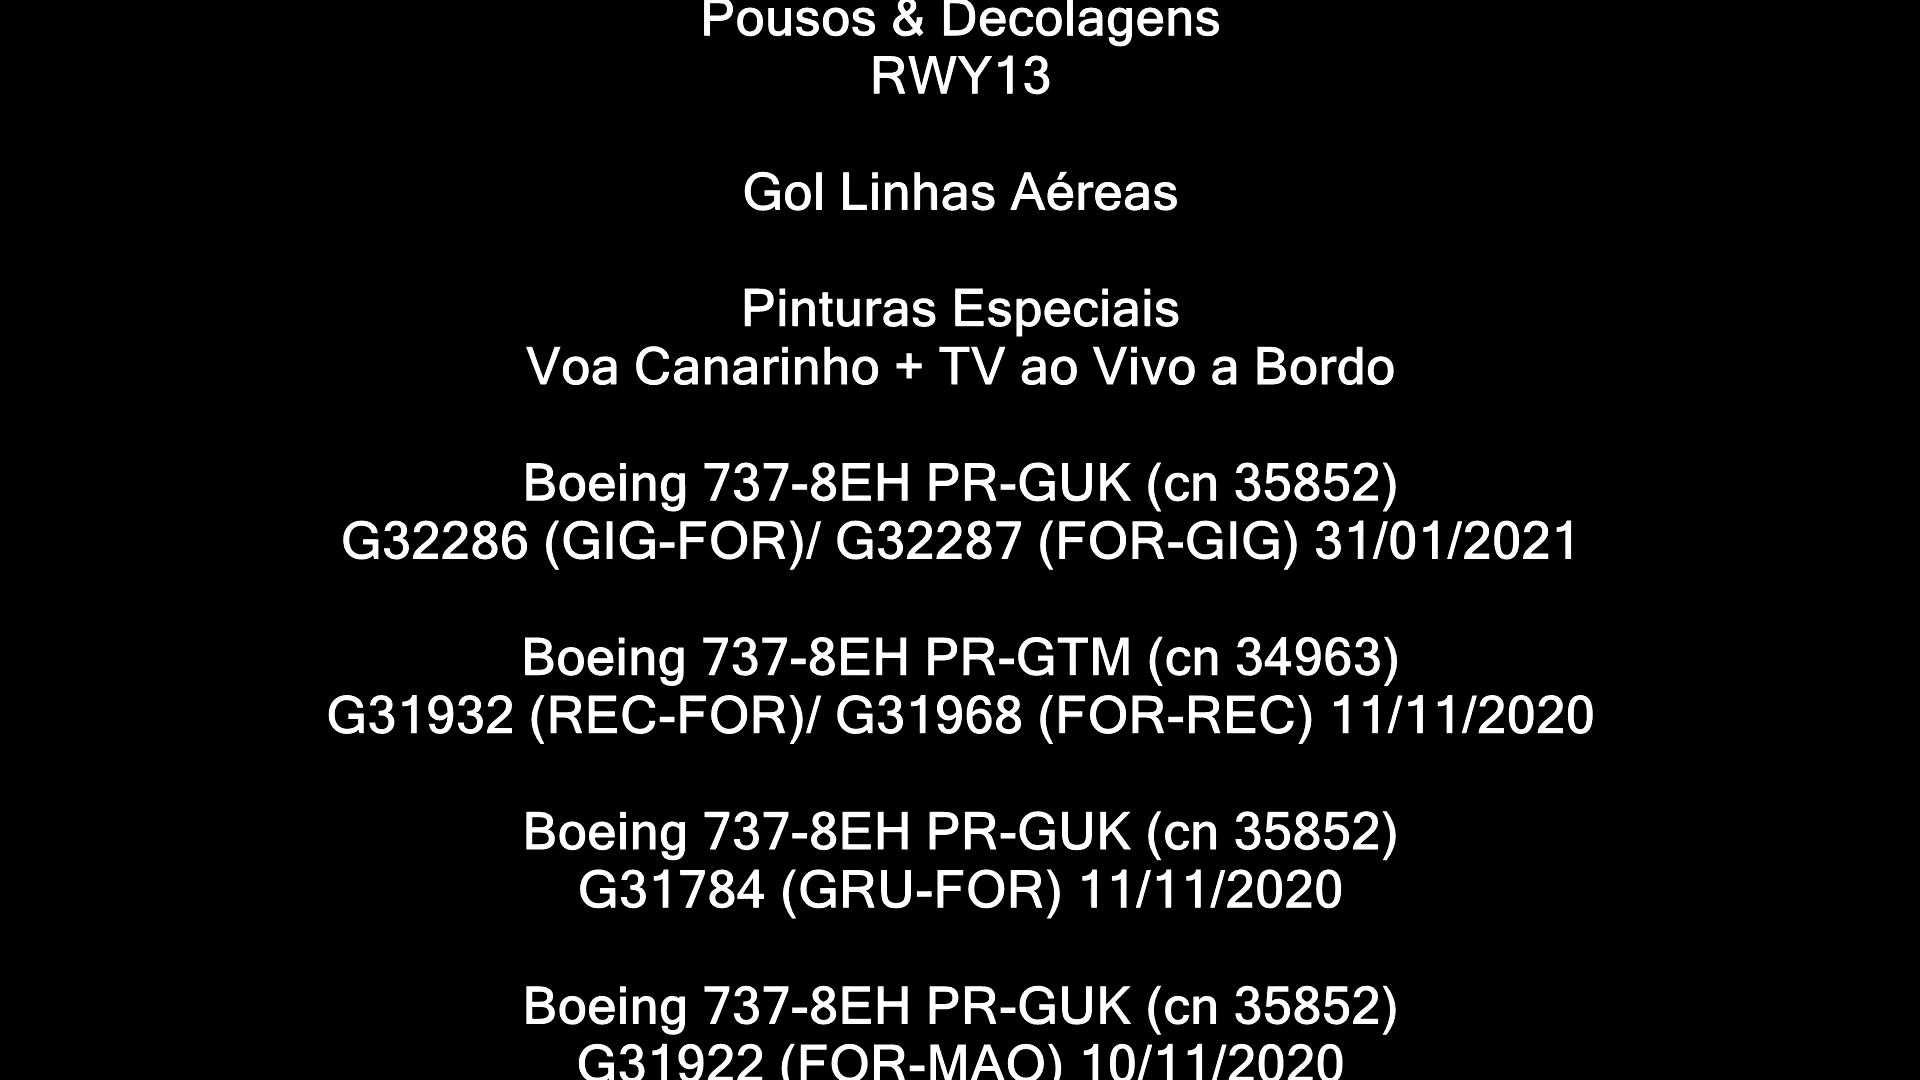 Pousos & Decolagens
RWY13
Gol Linhas Aéreas
Pinturas Especiais
Voa Canarinho + TV ao Vivo a Bordo
Boeing 737-8EH PR-GUK (cn 35852)
G32286 (GIG-FOR)/ G32287 (FOR-GIG) 31/01/2021
Boeing 737-8EH PR-GTM (cn 34963)
G31932 (REC-FOR)/ G31968 (FOR-REC) 11/11/2020
Boeing 737-8EH PR-GUK (cn 35852)
G31784 (GRU-FOR) 11/11/2020
Boeing 737-8EH PR-GUK (cn 35852)
G31922 (FOR-MAO) 10/11/2020